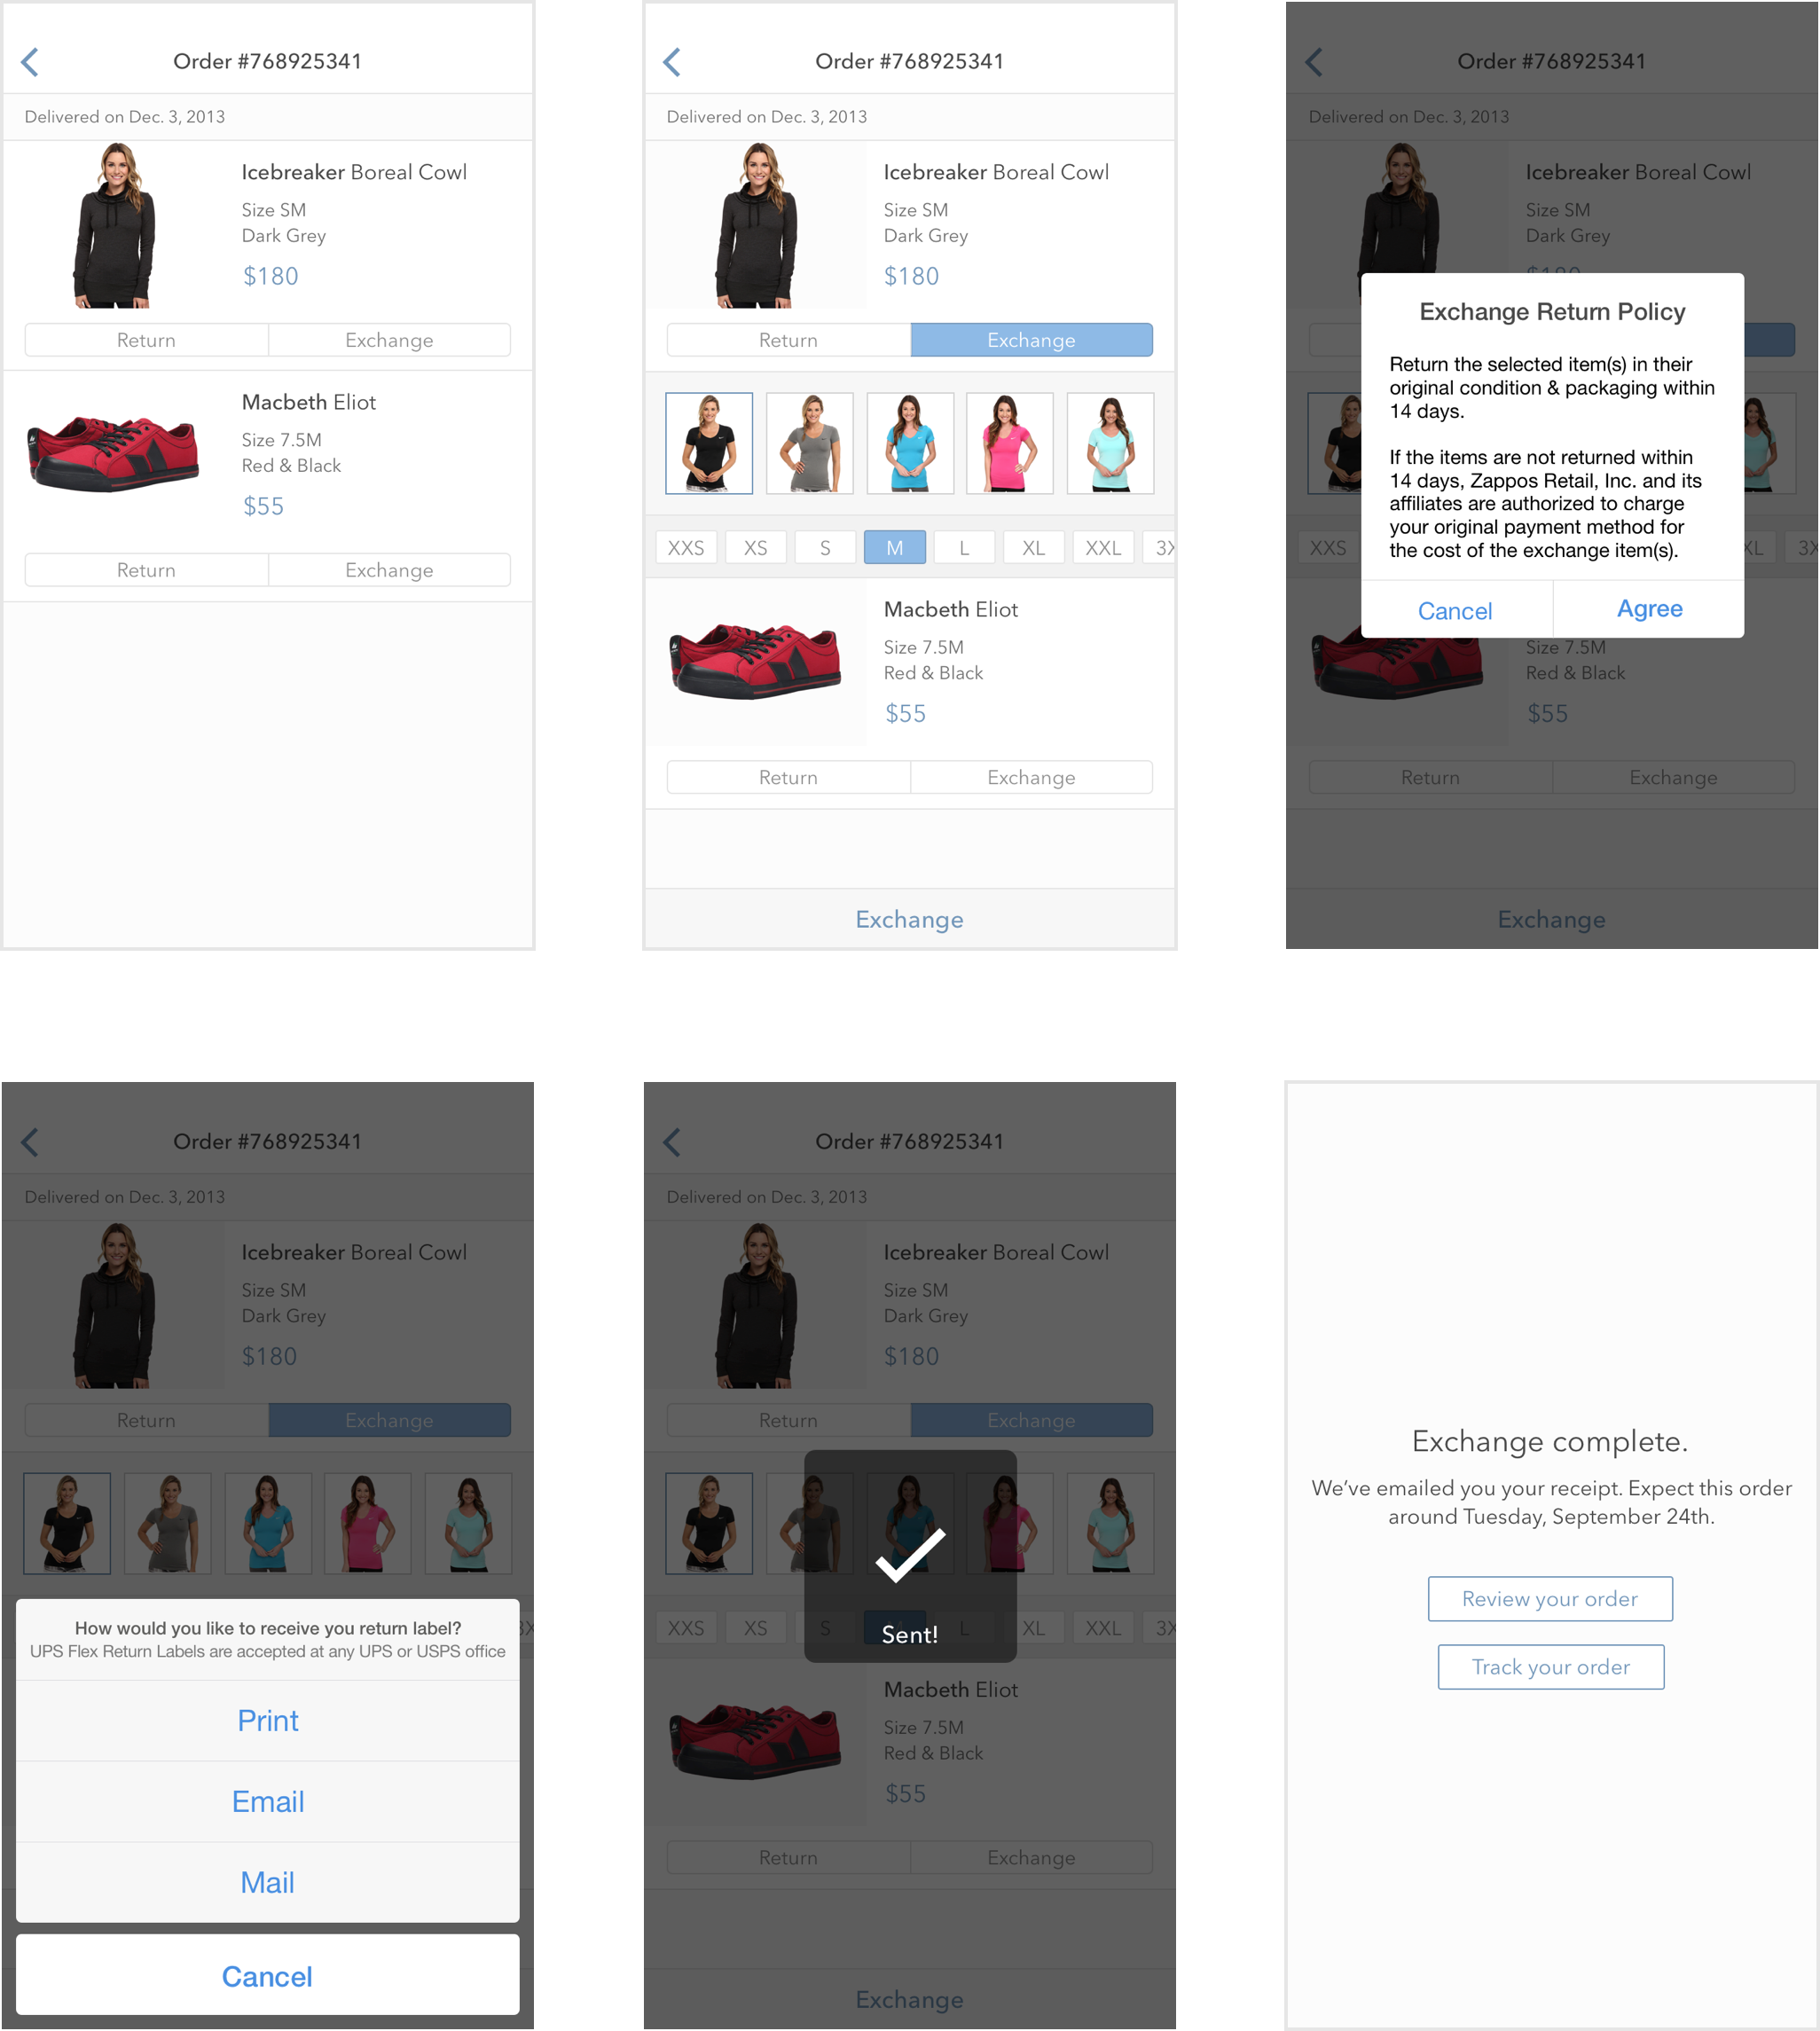 Order #768925341
Delivered on Dec. 3, 2013
Icebreaker Boreal Cowl
Size SM
Dark Grey
$180
Return Exchange
Macbeth Eliot
Size 7.5M
Red & Black
$55
Return Exchange
Order #768925341
Delivered on Dec. 3, 2013
Icebreaker Boreal Cowl
Size SM
Dark Grey
$180
Return Exchange
XXS XS S M L XL XXL 3X
Macbeth Eliot
Size 7.5M
Red & Black
$55
Return Exchange
Exchange
Order #768925341
Delivered on Dec. 3, 2013
Icebreaker Boreal Cowl
Size SM
Dark Grey
$180
Exchange Return Policy
Return the selected item(s) in their
original condition & packaging within
14 days.
If the items are not returned within
14 days, Zappos Retail, Inc. and its
affiliates are authorized to charge
your original payment method for
the cost of the exchange item(s).
Cancel Agree
XXS XL 3X
Size 7.5M
Red & Black
$55
Return Exchange
Exchange
Order #768925341
Delivered on Dec. 3, 2013
Icebreaker Boreal Cowl
Size SM
Dark Grey
$180
Return Exchange
3X
How would you like to receive you return label?
UPS Flex Return Labels are accepted at any UPS or USPS office
Print
Email
Mail
Cancel
Order #768925341
Delivered on Dec. 3, 2013
Icebreaker Boreal Cowl
Size SM
Dark Grey
$180
Return Exchange
XXS XS S M L XL XXL 3X
Sent!
Macbeth Eliot
Size 7.5M
Red & Black
$55
Return Exchange
Exchange
Exchange complete.
We’ve emailed you your receipt. Expect this order
around Tuesday, September 24th.
Review your order
Track your order